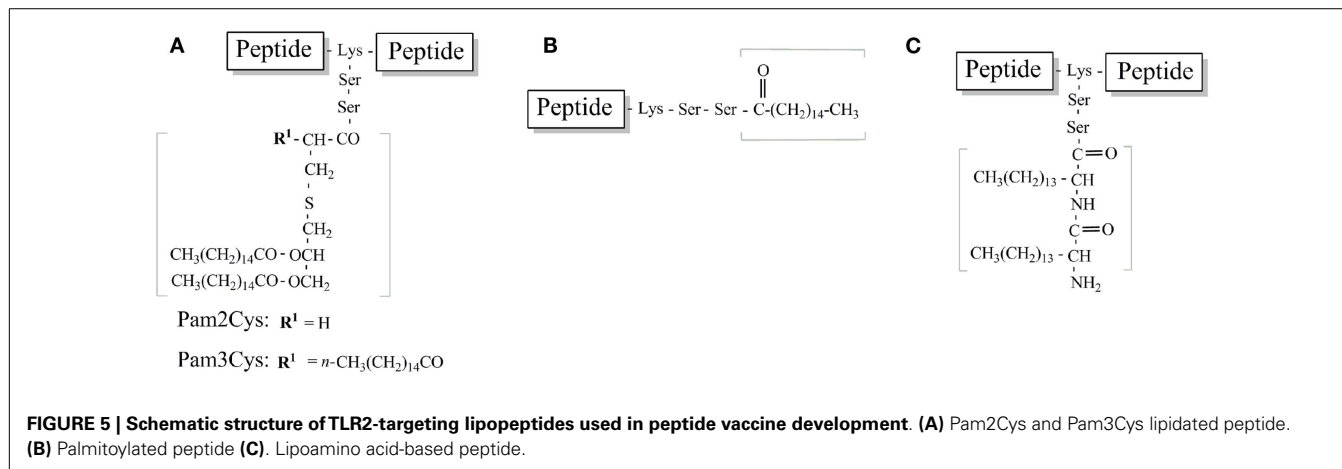 A
Peptide - Lys - Peptide
Ser
Ser
R¹ - CH - CO
CH₂
S
CH₂
CH₃(CH₂)₁₄CO - OCH
CH₃(CH₂)₁₄CO - OCH₂
Pam2Cys: R¹ = H
Pam3Cys: R¹ = n-CH₃(CH₂)₁₄CO
B
O
Peptide - Lys - Ser - Ser - C-(CH₂)₁₄-CH₃
C
Peptide - Lys - Peptide
Ser
Ser
C=O
CH₃(CH₂)₁₃ - CH
NH
C=O
CH₃(CH₂)₁₃ - CH
NH₂
FIGURE 5 | Schematic structure of TLR2-targeting lipopeptides used in peptide vaccine development. (A) Pam2Cys and Pam3Cys lipidated peptide.
(B) Palmitoylated peptide (C). Lipoamino acid-based peptide.